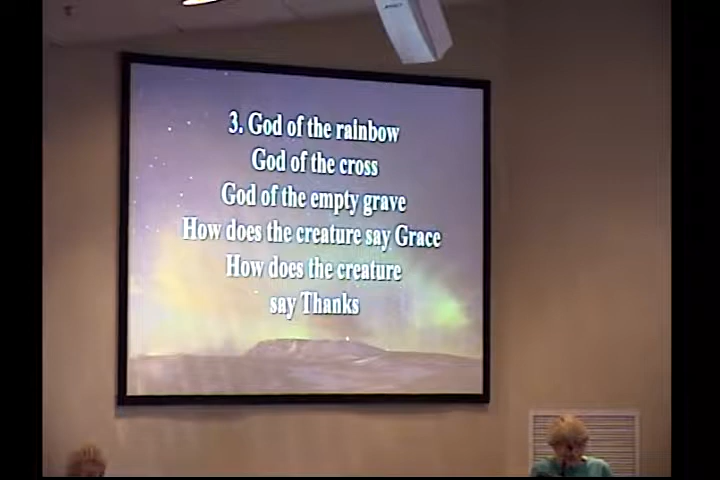 3. God of the rainbow
God of the cross
God of the empty grave
How does the creature say Grace
How does the creature
say Thanks